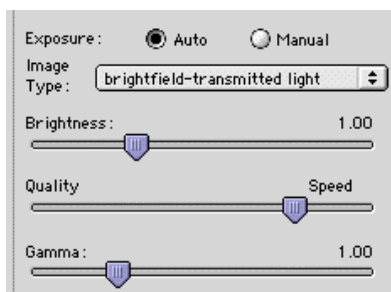 Exposure: Auto Manual
Image
Type: brightfield-transmitted light
Brightness: 1.00
Quality Speed
Gamma: 1.00